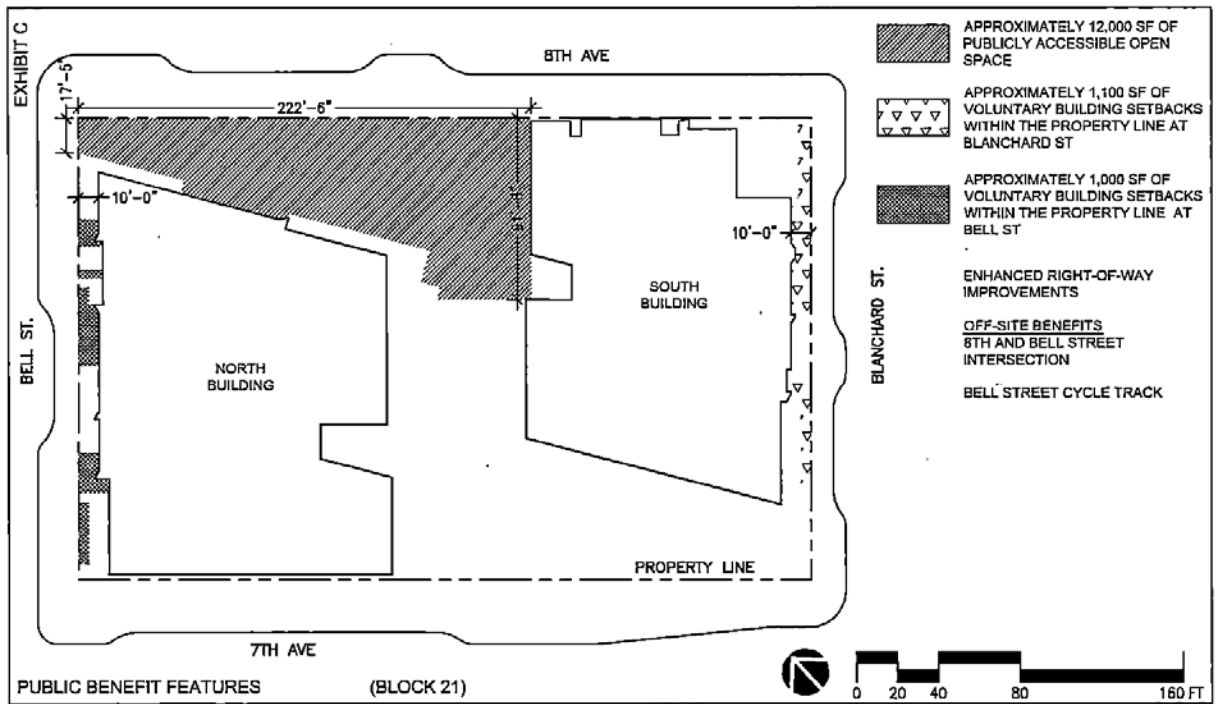 EXHIBIT C
8TH AVE
17'-5"
222'-6"
10'-0"
10'-0"
SOUTH
BUILDING
NORTH
BUILDING
BELL ST.
BLANCHARD ST.
PROPERTY LINE
7TH AVE
PUBLIC BENEFIT FEATURES
(BLOCK 21)
APPROXIMATELY 12,000 SF OF
PUBLICLY ACCESSIBLE OPEN
SPACE
APPROXIMATELY 1,100 SF OF
VOLUNTARY BUILDING SETBACKS
WITHIN THE PROPERTY LINE AT
BLANCHARD ST
APPROXIMATELY 1,000 SF OF
VOLUNTARY BUILDING SETBACKS
WITHIN THE PROPERTY LINE AT
BELL ST
ENHANCED RIGHT-OF-WAY
IMPROVEMENTS
OFF-SITE BENEFITS
8TH AND BELL STREET
INTERSECTION
BELL STREET CYCLE TRACK
0 20 40 80 160 FT